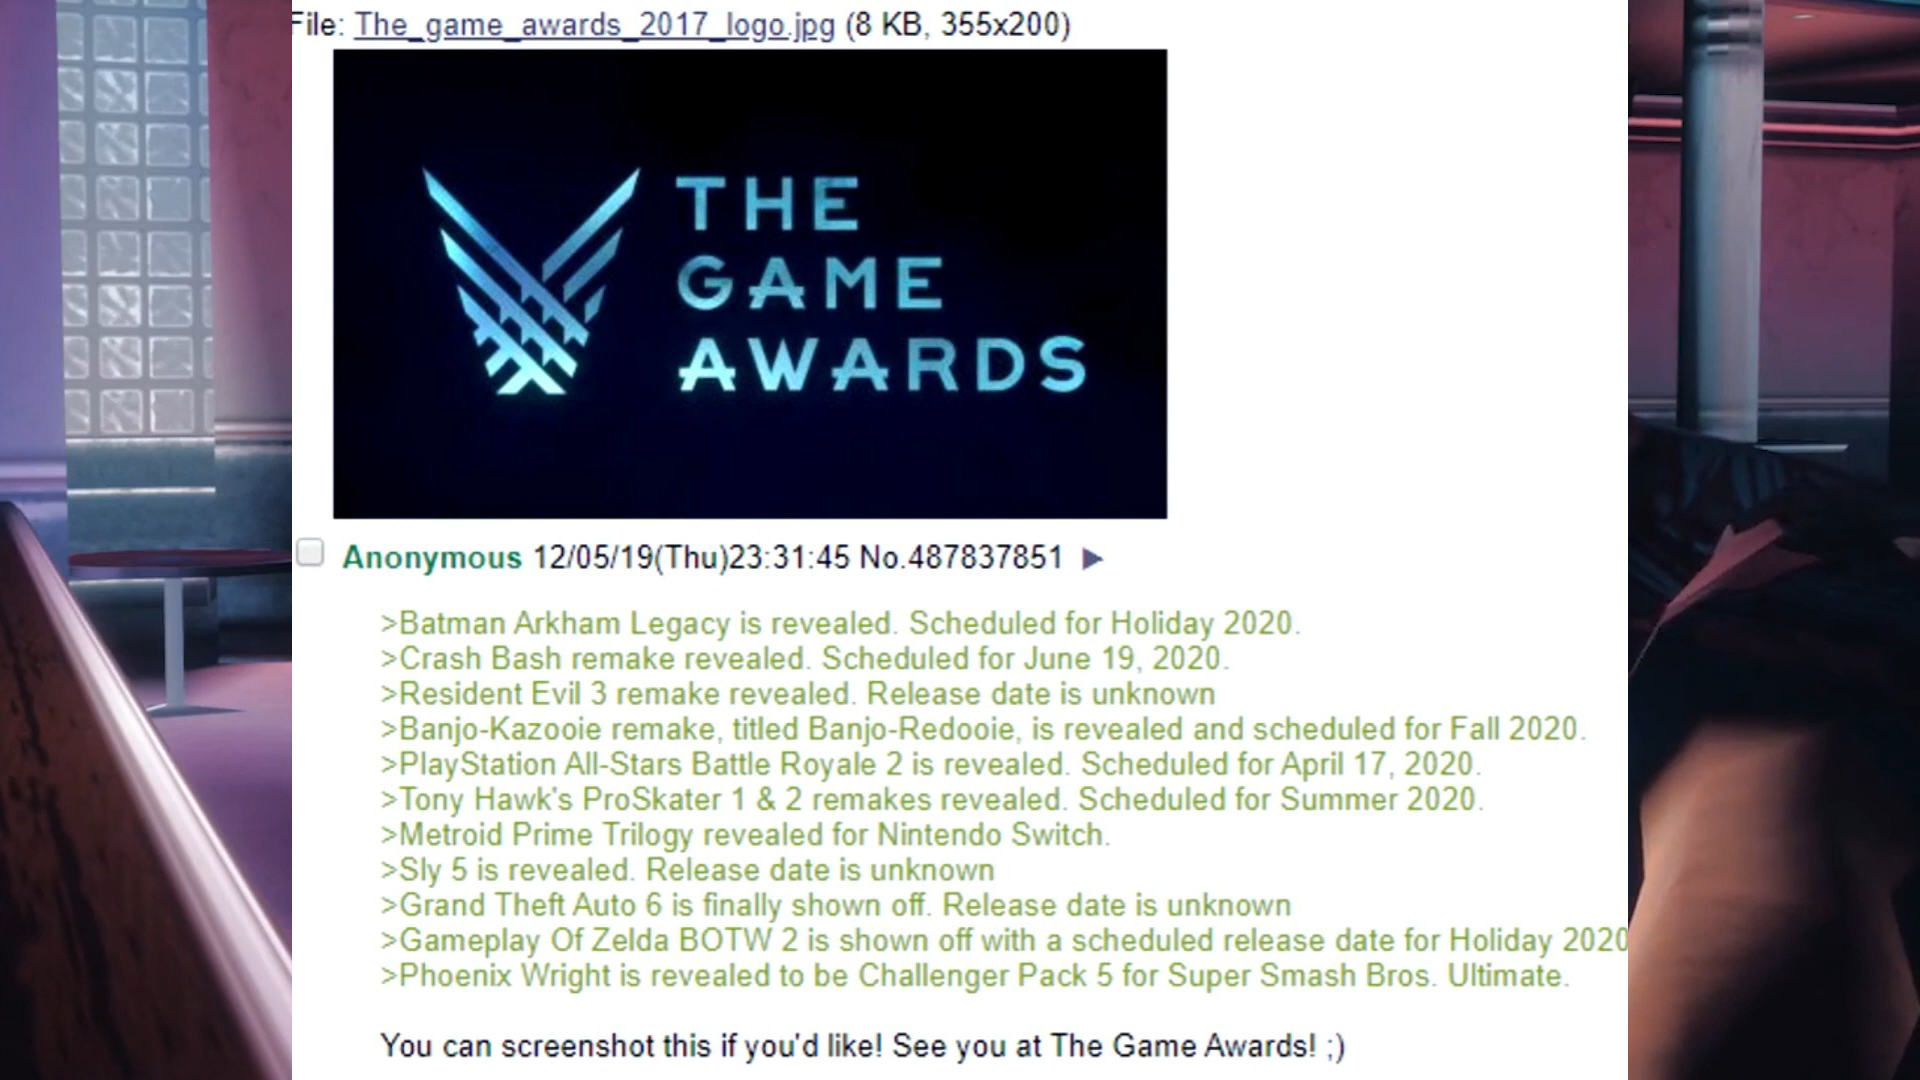 File: The_game_awards_2017_logo.jpg (8 KB, 355x200)
THE
GAME
AWARDS
Anonymous 12/05/19(Thu)23:31:45 No.487837851 ▶
>Batman Arkham Legacy is revealed. Scheduled for Holiday 2020.
>Crash Bash remake revealed. Scheduled for June 19, 2020.
>Resident Evil 3 remake revealed. Release date is unknown
>Banjo-Kazooie remake, titled Banjo-Redooie, is revealed and scheduled for Fall 2020.
>PlayStation All-Stars Battle Royale 2 is revealed. Scheduled for April 17, 2020.
>Tony Hawk's ProSkater 1 & 2 remakes revealed. Scheduled for Summer 2020.
>Metroid Prime Trilogy revealed for Nintendo Switch.
>Sly 5 is revealed. Release date is unknown
>Grand Theft Auto 6 is finally shown off. Release date is unknown
>Gameplay Of Zelda BOTW 2 is shown off with a scheduled release date for Holiday 2020
>Phoenix Wright is revealed to be Challenger Pack 5 for Super Smash Bros. Ultimate.
You can screenshot this if you'd like! See you at The Game Awards! ;)